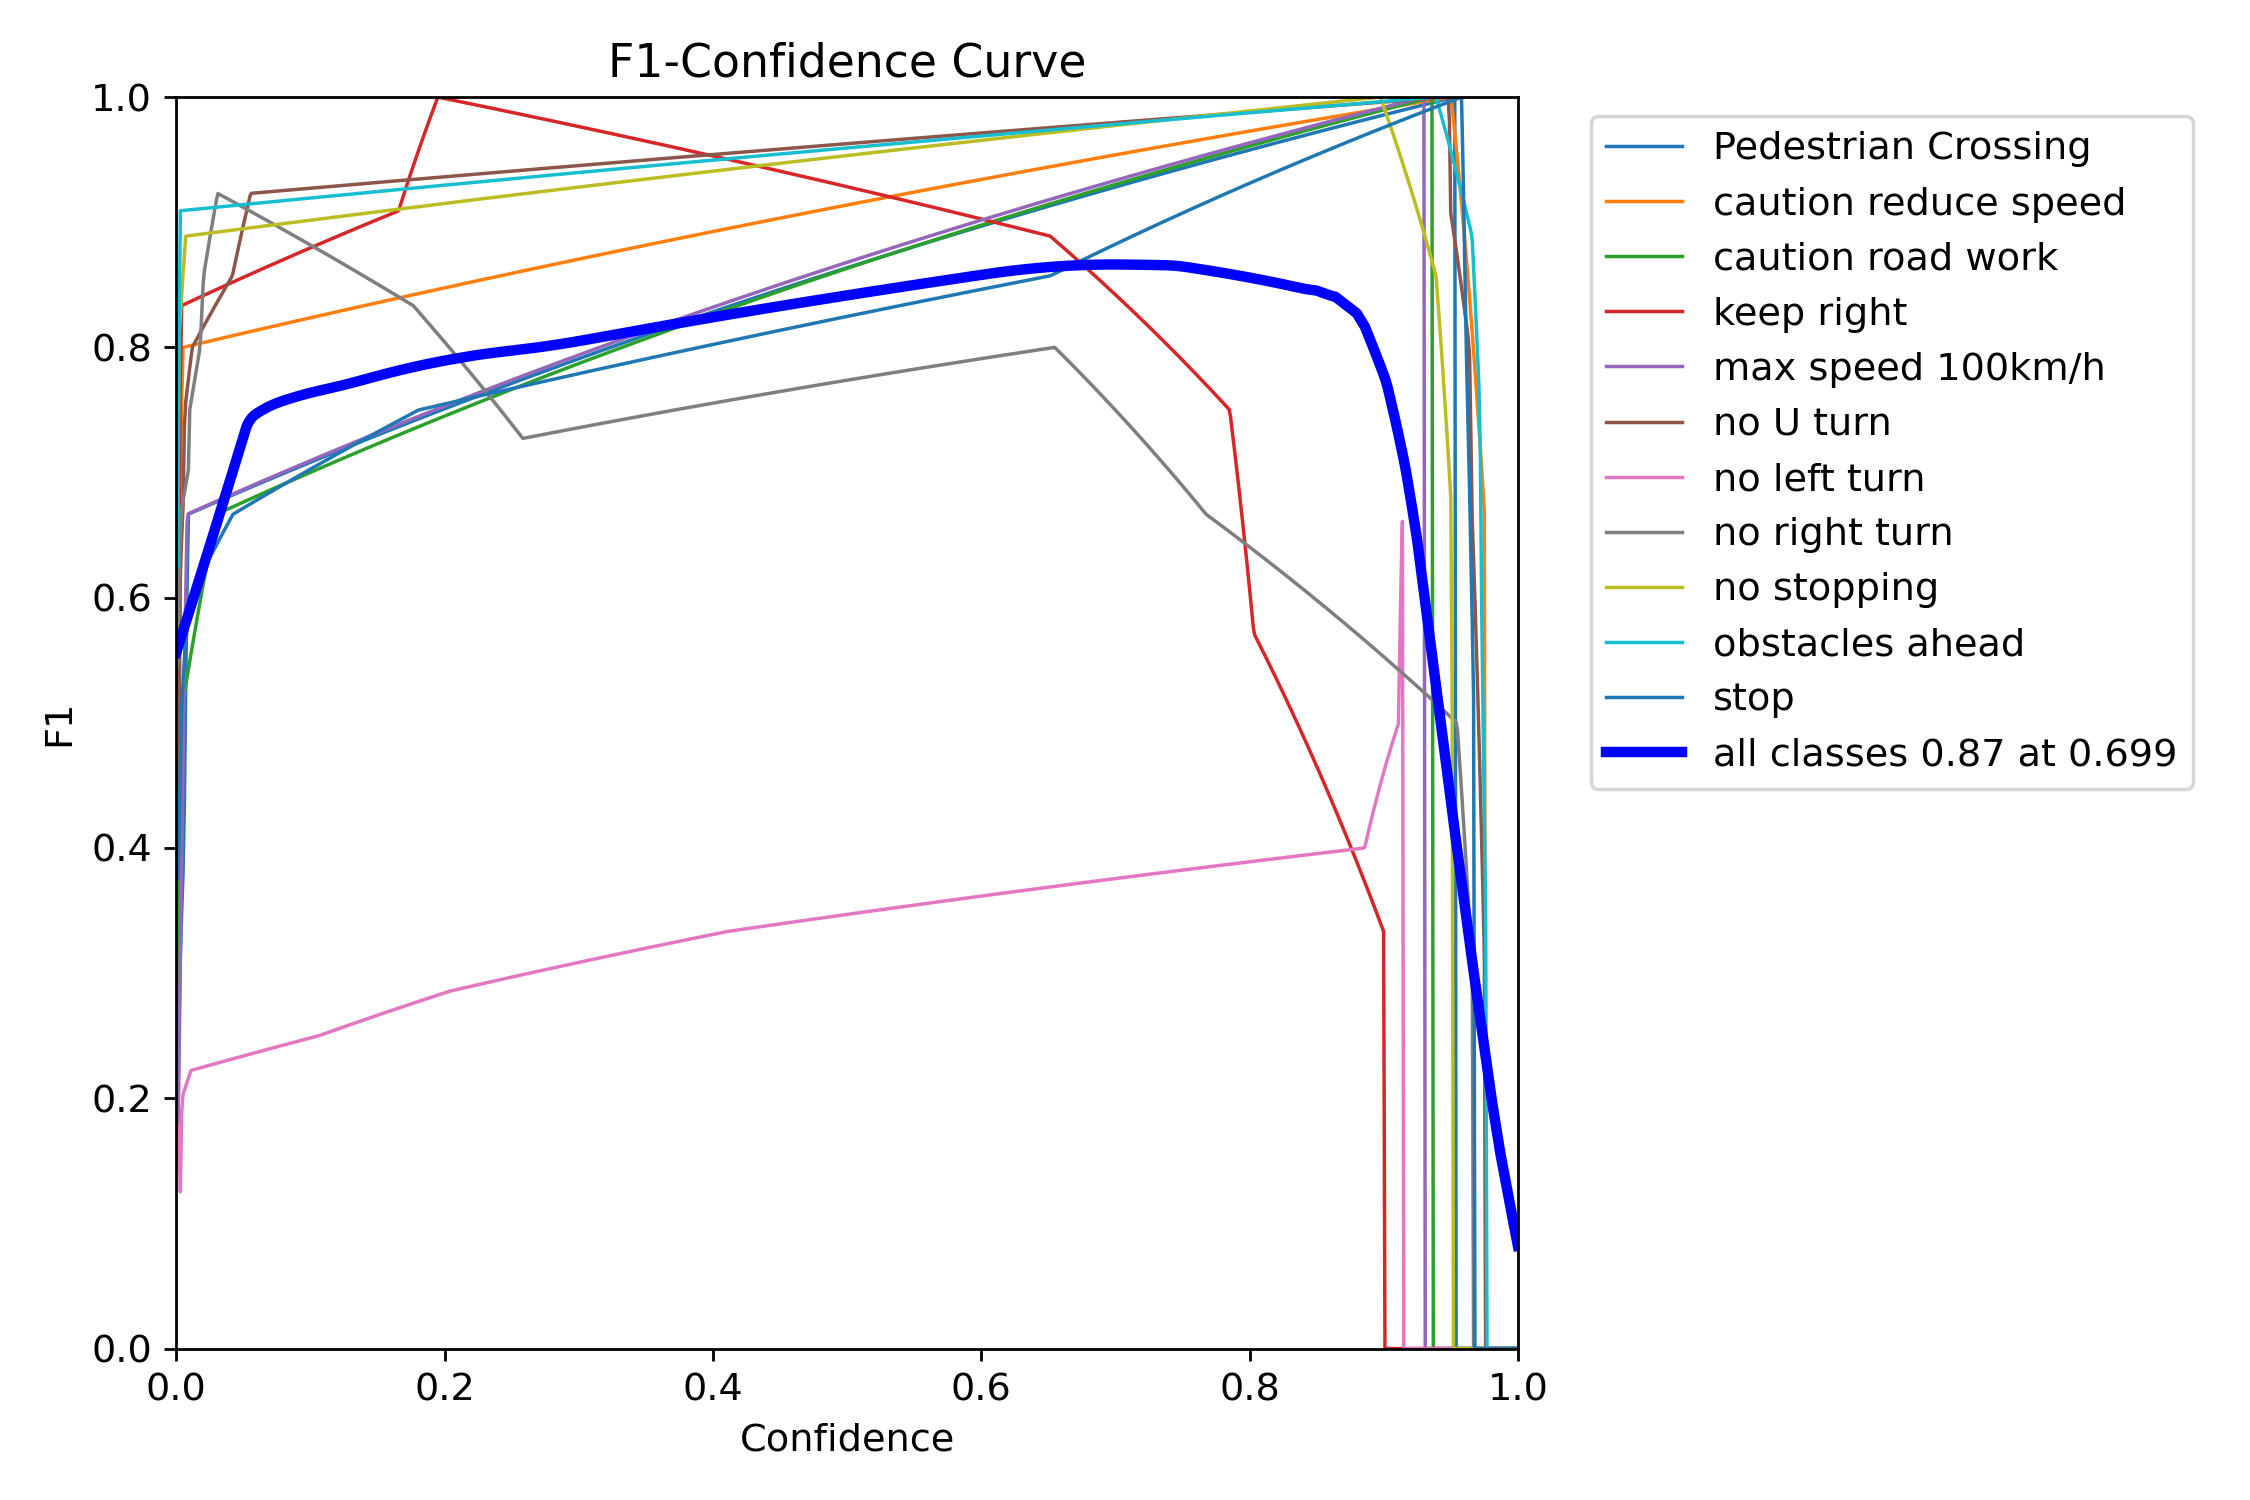 F1-Confidence Curve
1.0
0.8
0.6
0.4
0.2
0.0
F1
0.0 0.2 0.4 0.6 0.8 1.0
Confidence
Pedestrian Crossing
caution reduce speed
caution road work
keep right
max speed 100km/h
no U turn
no left turn
no right turn
no stopping
obstacles ahead
stop
all classes 0.87 at 0.699